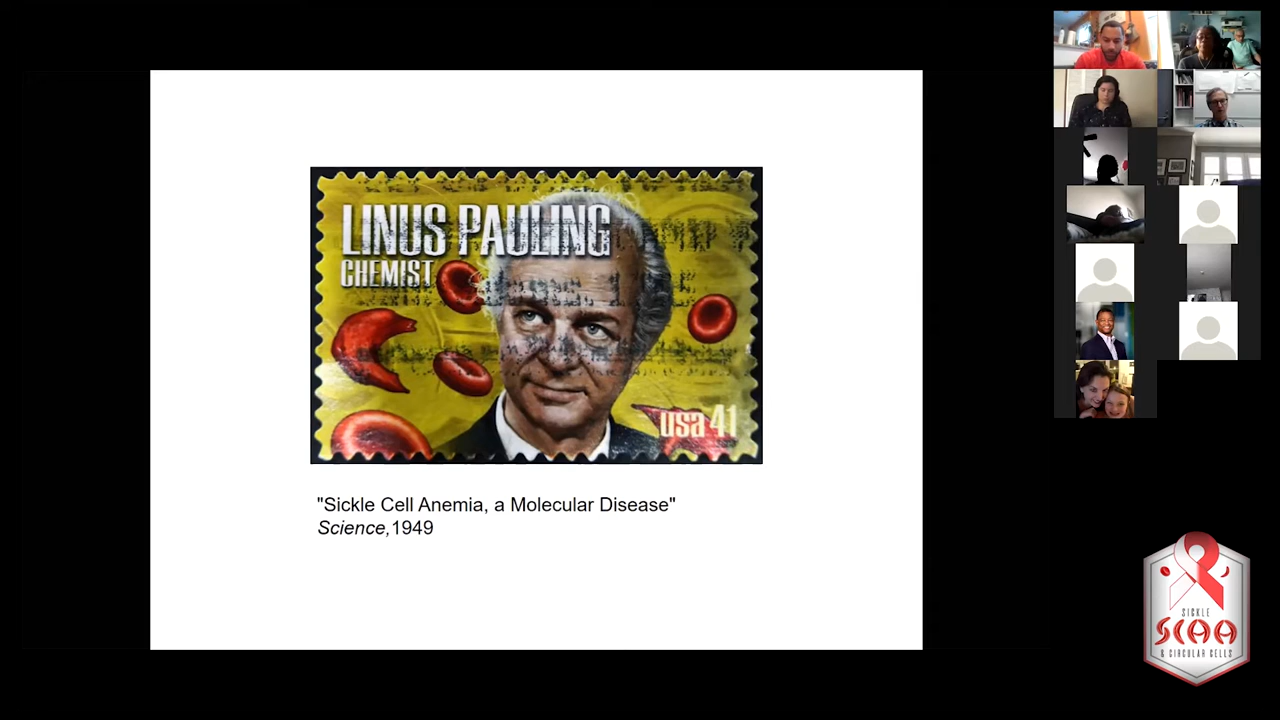 LINUS PAULING
CHEMIST
usa 41
"Sickle Cell Anemia, a Molecular Disease"
Science,1949
SICKLE
SCAA
& CIRCULAR CELLS